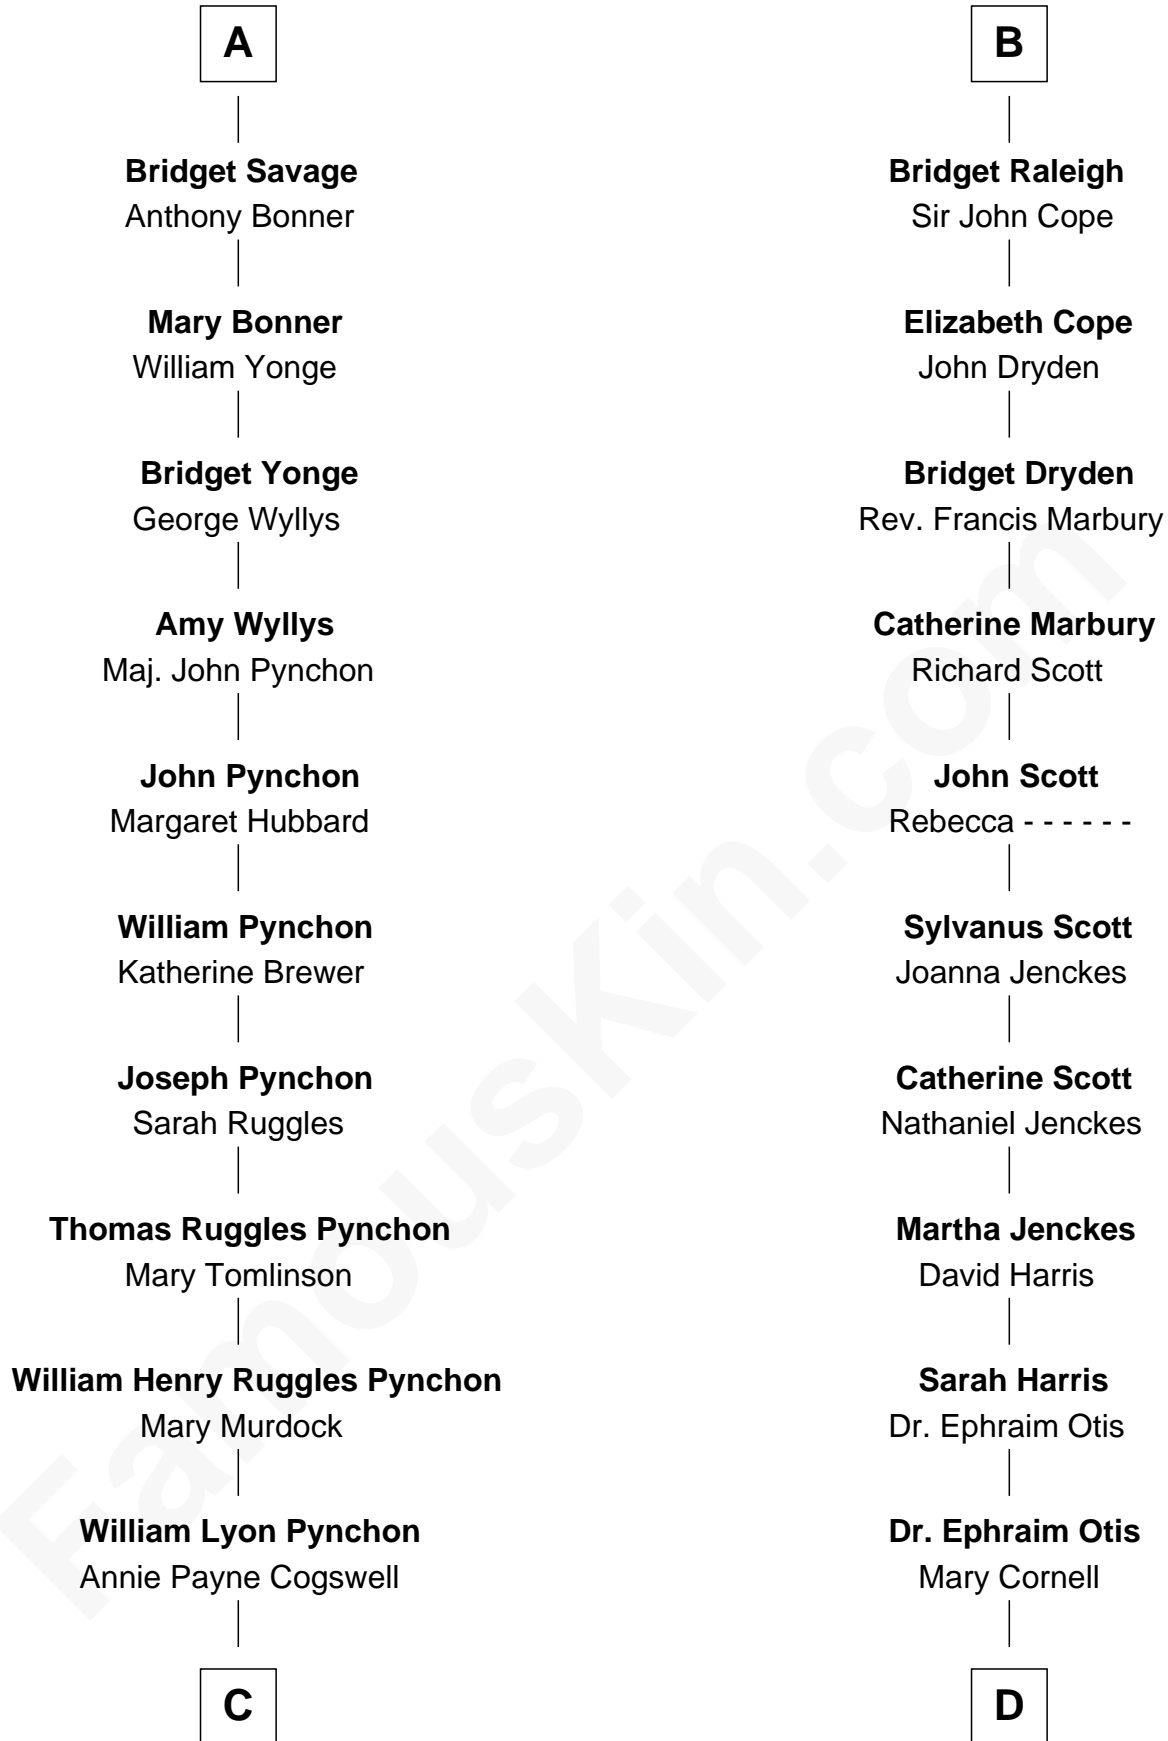 A
Bridget Savage
Anthony Bonner
Mary Bonner
William Yonge
Bridget Yonge
George Wyllys
Amy Wyllys
Maj. John Pynchon
John Pynchon
Margaret Hubbard
William Pynchon
Katherine Brewer
Joseph Pynchon
Sarah Ruggles
Thomas Ruggles Pynchon
Mary Tomlinson
William Henry Ruggles Pynchon
Mary Murdock
William Lyon Pynchon
Annie Payne Cogswell
C
B
Bridget Raleigh
Sir John Cope
Elizabeth Cope
John Dryden
Bridget Dryden
Rev. Francis Marbury
Catherine Marbury
Richard Scott
John Scott
Rebecca - - - - - -
Sylvanus Scott
Joanna Jenckes
Catherine Scott
Nathaniel Jenckes
Martha Jenckes
David Harris
Sarah Harris
Dr. Ephraim Otis
Dr. Ephraim Otis
Mary Cornell
D
FamousKin.com